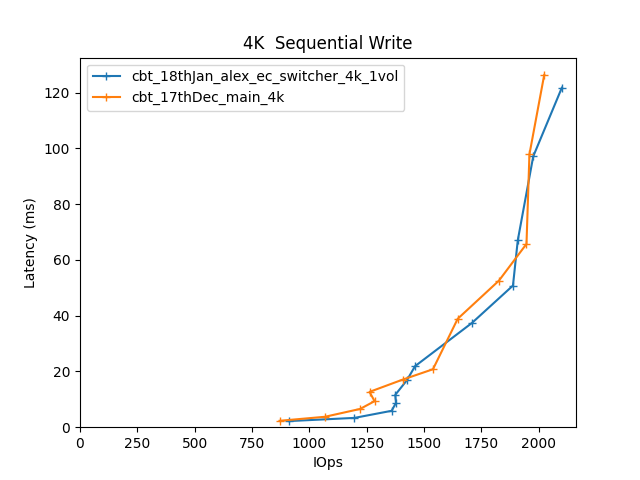 4K  Sequential Write
cbt_18thJan_alex_ec_switcher_4k_1vol
cbt_17thDec_main_4k
Latency (ms)
120
100
80
60
40
20
0
0 250 500 750 1000 1250 1500 1750 2000
IOps